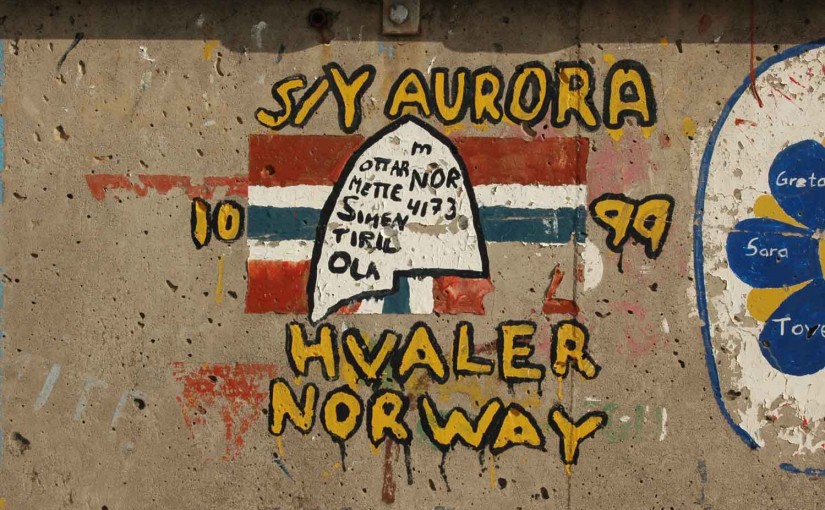 S/Y AURORA
10 99
m
OTTAR NOR
METTE 4173
SIMEN
TIRIL
OLA
HVALER
NORWAY
Greta
Sara
Tove